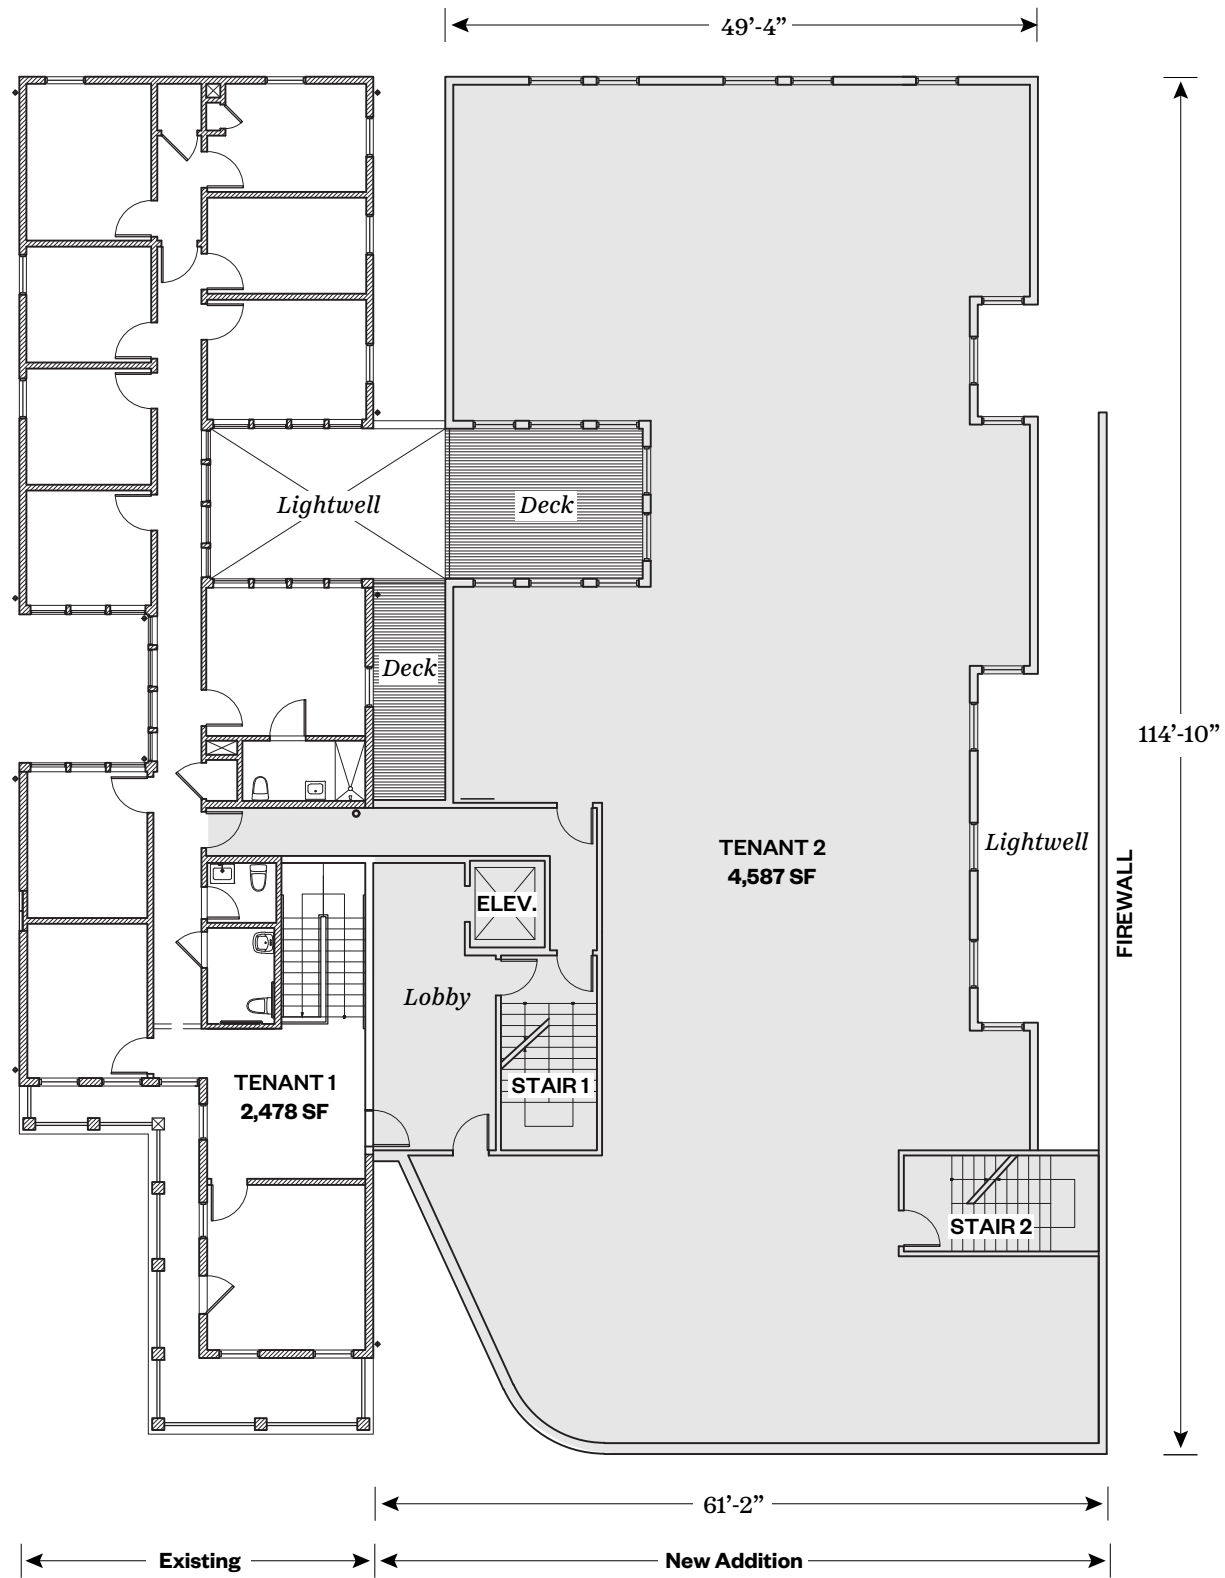 49’-4”
Lightwell
Deck
Deck
114’-10”
TENANT 2
4,587 SF
Lightwell
FIREWALL
ELEV.
Lobby
TENANT 1
2,478 SF
STAIR 1
STAIR 2
61’-2”
Existing
New Addition